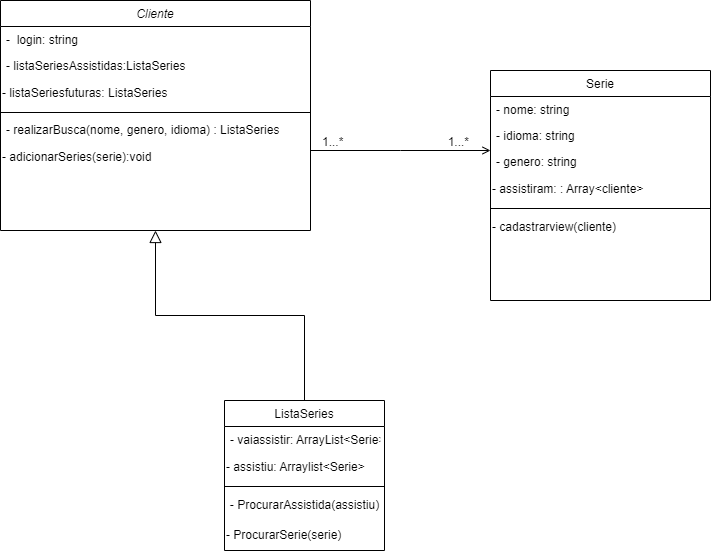 Cliente
- login: string
- listaSeriesAssistidas:ListaSeries
- listaSeriesfuturas: ListaSeries
- realizarBusca(nome, genero, idioma) : ListaSeries
- adicionarSeries(serie):void
1...*
1...*
Serie
- nome: string
- idioma: string
- genero: string
- assistiram: : Array<cliente>
- cadastrarview(cliente)
ListaSeries
- vaiassistir: ArrayList<Serie
- assistiu: Arraylist<Serie>
- ProcurarAssistida(assistiu)
- ProcurarSerie(serie)